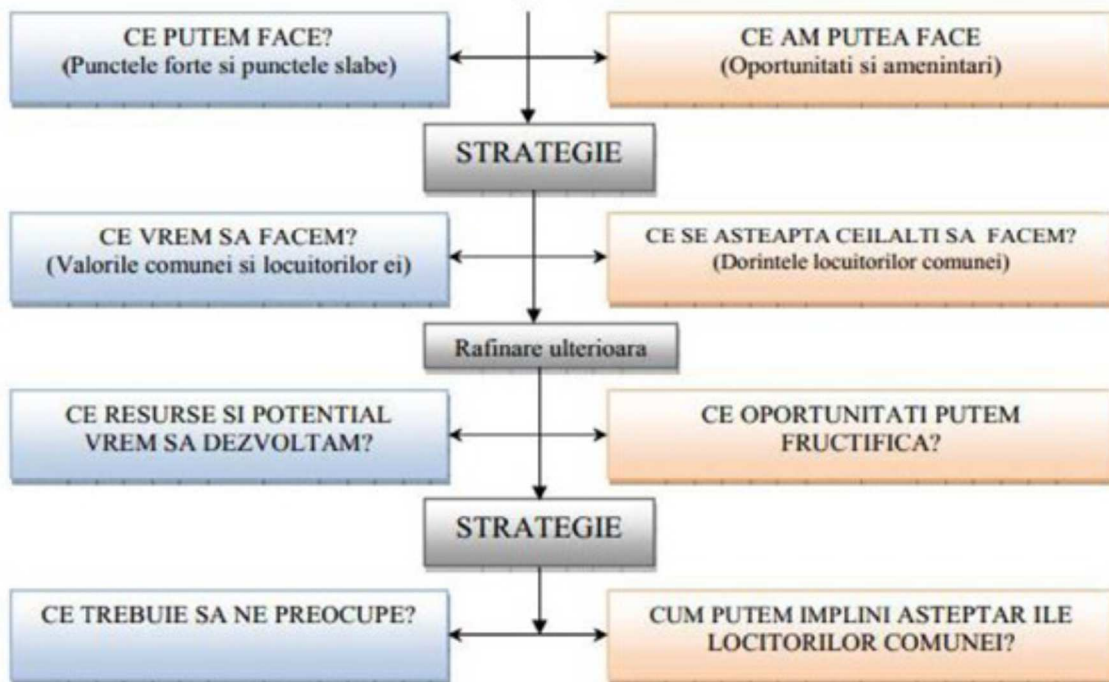 CE PUTEM FACE?
(Punctele forte si punctele slabe)
CE AM PUTEA FACE
(Oportunitati si amenintari)
STRATEGIE
CE VREM SA FACEM?
(Valorile comunei si locuitorilor ei)
CE SE ASTEAPTA CEILALTI SA FACEM?
(Dorintele locuitorilor comunei)
Rafinare ulterioara
CE RESURSE SI POTENTIAL
VREM SA DEZVOLTAM?
CE OPORTUNITATI PUTEM
FRUCTIFICA?
STRATEGIE
CE TREBUIE SA NE PREOCUPE?
CUM PUTEM IMPLINI ASTEPTAR ILE
LOCITORILOR COMUNEI?